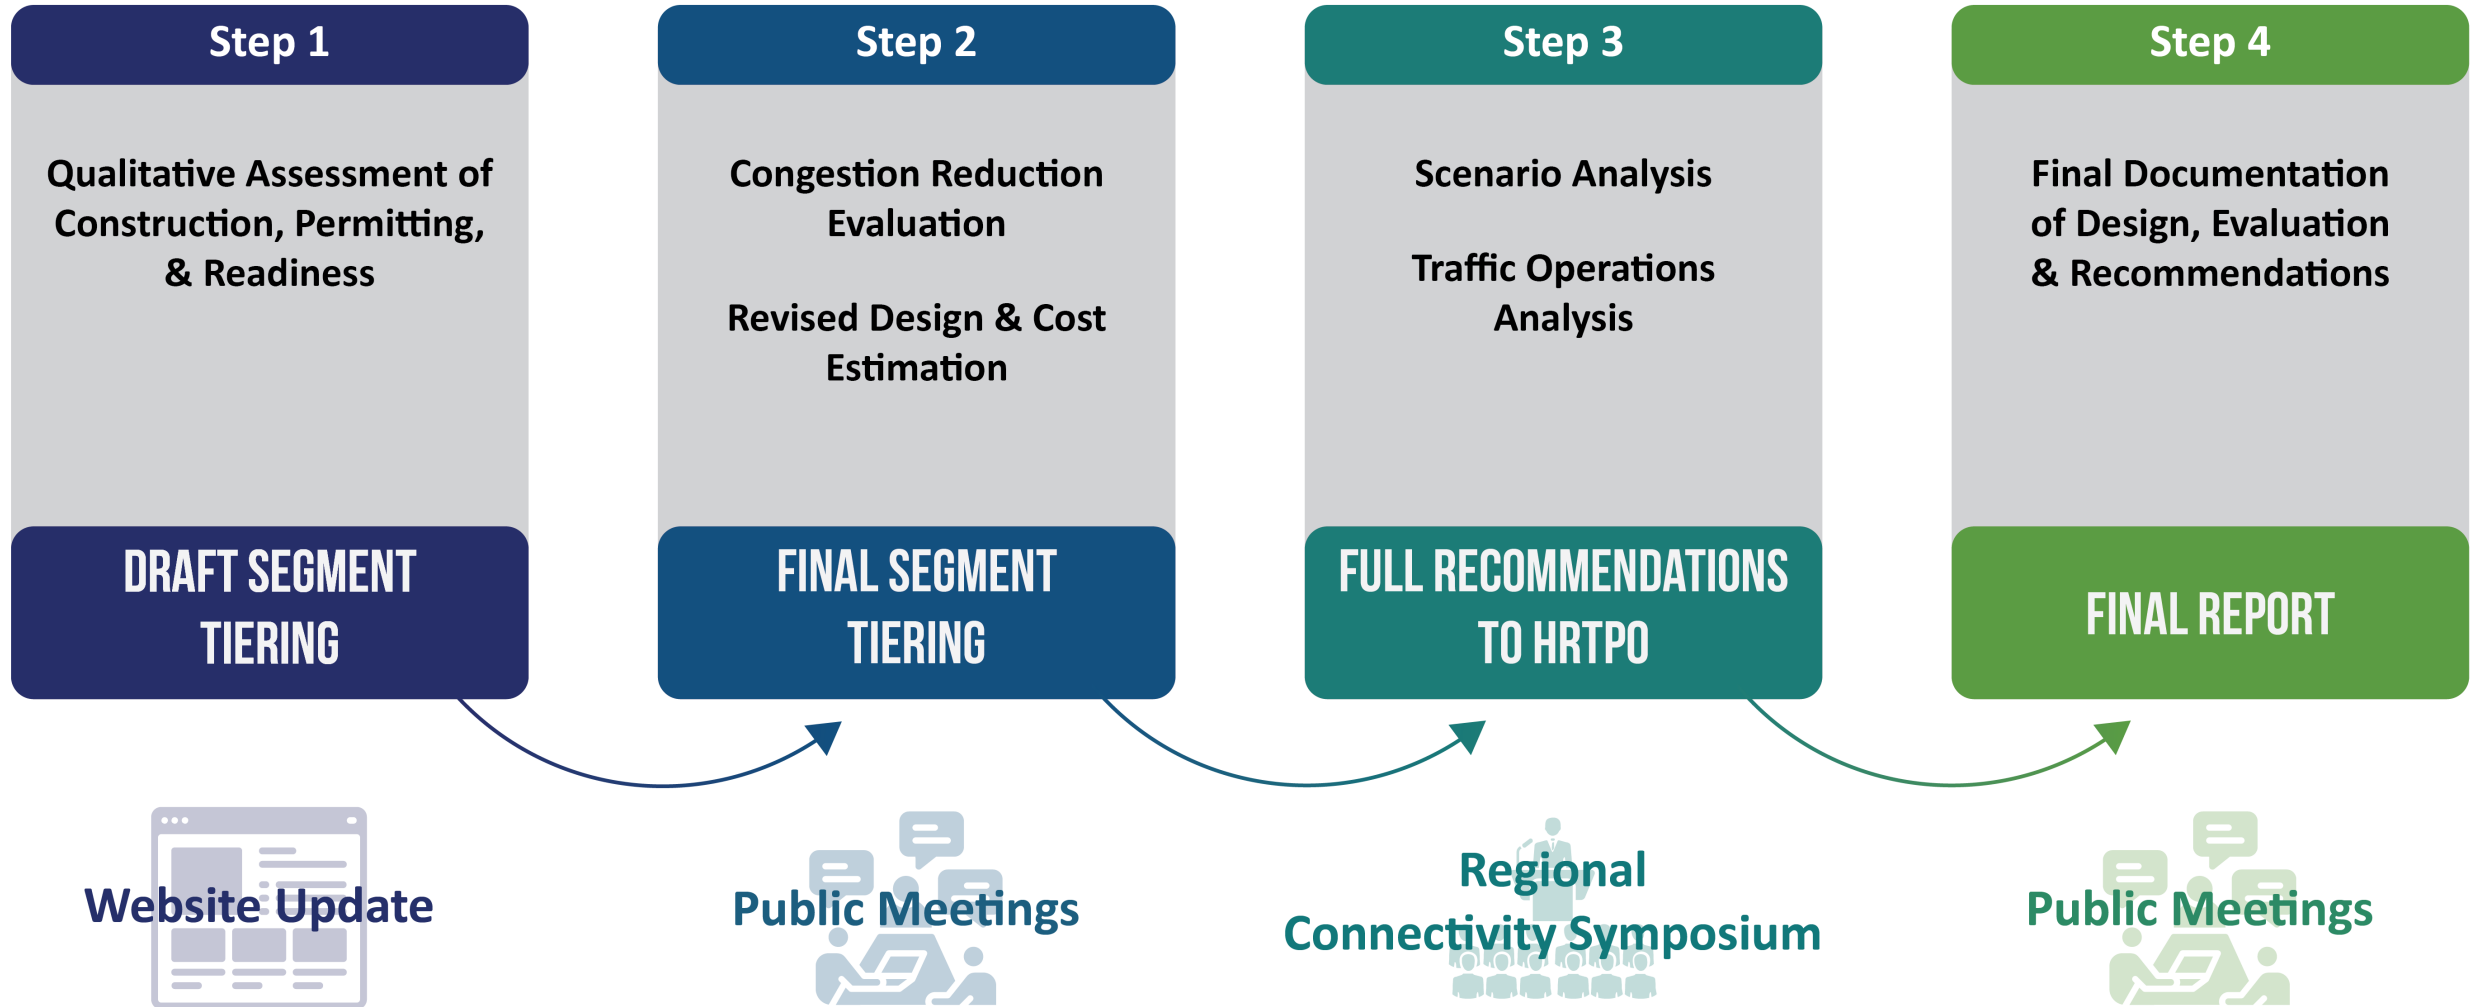 Step 1
Qualitative Assessment of
Construction, Permitting,
& Readiness
DRAFT SEGMENT
TIERING
Website Update
Step 2
Congestion Reduction
Evaluation
Revised Design & Cost
Estimation
FINAL SEGMENT
TIERING
Public Meetings
Step 3
Scenario Analysis
Traffic Operations
Analysis
FULL RECOMMENDATIONS
TO HRTPO
Regional
Connectivity Symposium
Step 4
Final Documentation
of Design, Evaluation
& Recommendations
FINAL REPORT
Public Meetings